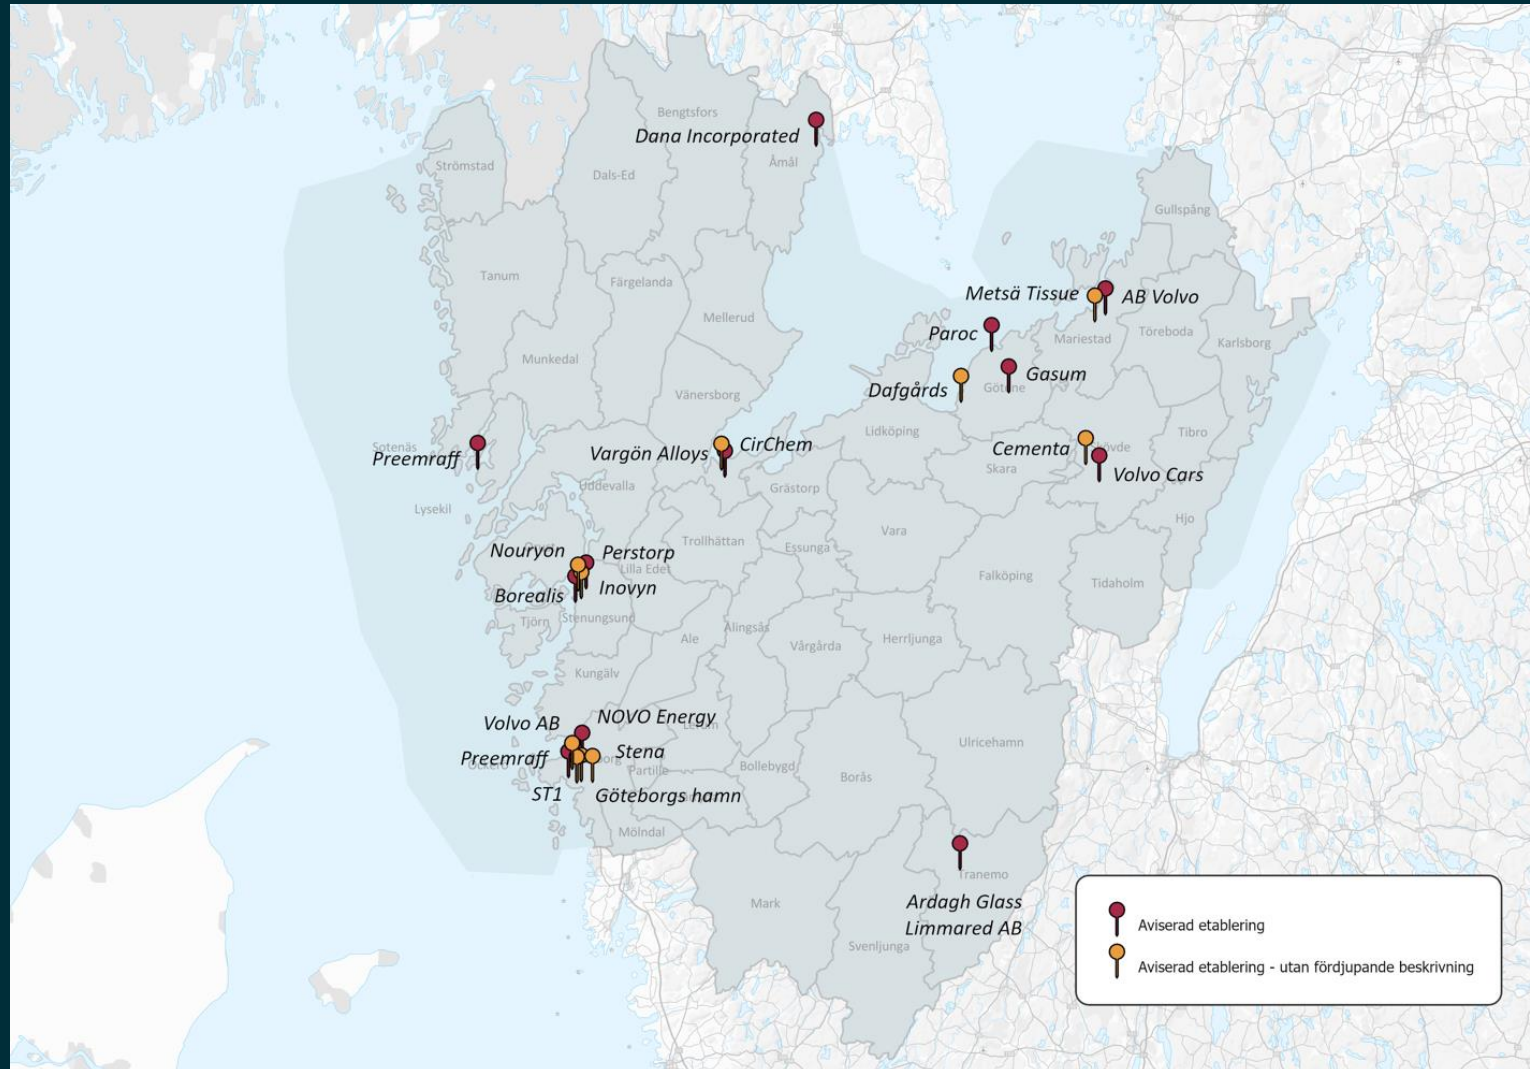 Bengtsfors
Dana Incorporated
Åmål
Strömstad
Dals-Ed
Gullspång
Tanum
Färgelanda
Metsä Tissue
AB Volvo
Mellerud
Paroc
Mariestad
Töreboda
Karlsborg
Munkedal
Gasum
Dafgårds
Vänersborg
Lidköping
Tibro
Sotenäs
Preemraff
Vargön Alloys
CirChem
Cementa
Skara
Volvo Cars
Uddevalla
Grästorp
Lysekil
Hjo
Vara
Trollhättan
Essunga
Nouryon
Perstorp
Lilla Edet
Falköping
Tidaholm
Borealis
Inovyn
Tjörn
Stenungsund
Alingsås
Ale
Vårgårda
Herrljunga
Kungälv
Volvo AB
NOVO Energy
Ulricehamn
Preemraff
Stena
Partille
Bollebygd
Borås
ST1
Göteborgs hamn
Mölndal
Tranemo
Mark
Ardagh Glass
Limmared AB
Svenljunga
Aviserad etablering
Aviserad etablering - utan fördjupande beskrivning